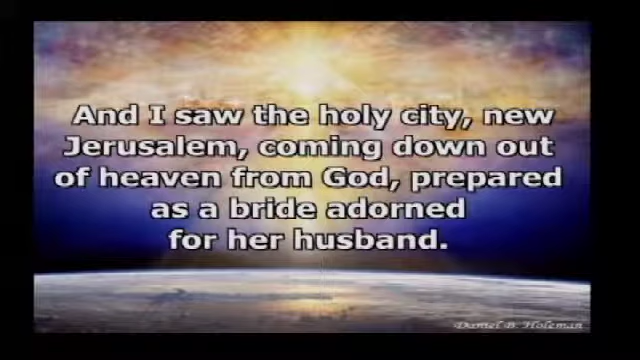 And I saw the holy city, new
Jerusalem, coming down out
of heaven from God, prepared
as a bride adorned
for her husband.
Daniel B. Holeman